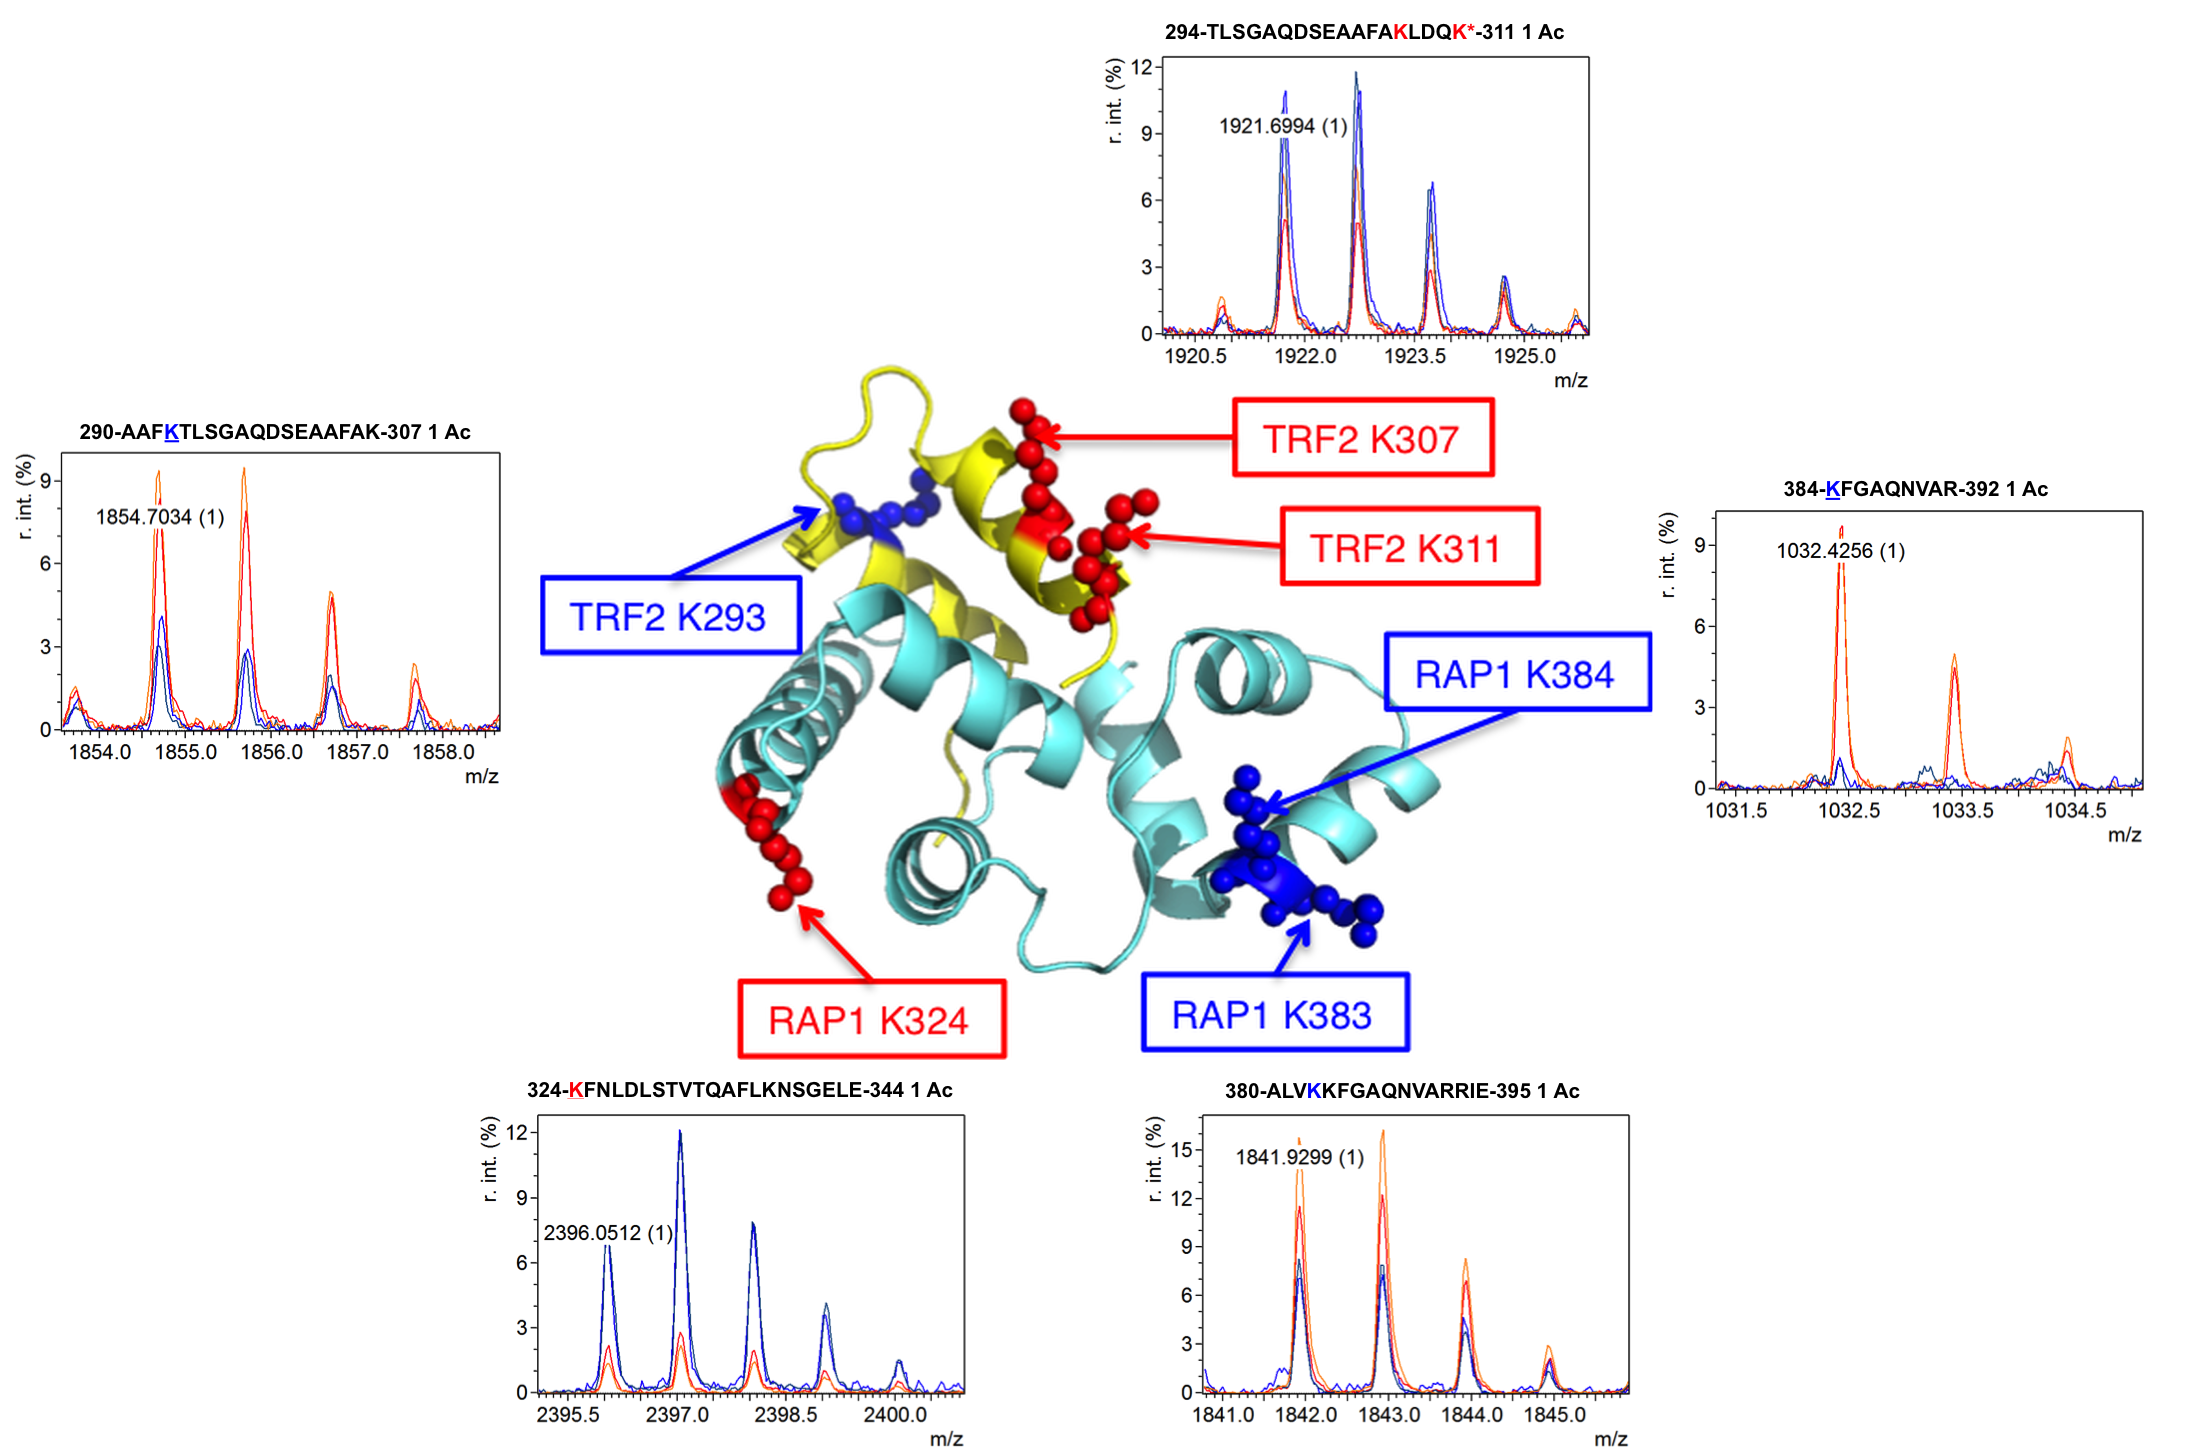 294-TLSGAQDSEAAFAKLDQK*-311 1 Ac
r. int. (%)
12
9
6
3
0
1921.6994 (1)
1920.5 1922.0 1923.5 1925.0
m/z
290-AAFKTLSGAQDSEAAFAK-307 1 Ac
r. int. (%)
9
6
3
0
1854.7034 (1)
1854.0 1855.0 1856.0 1857.0 1858.0
m/z
TRF2 K307
TRF2 K311
TRF2 K293
384-KFGAQNVAR-392 1 Ac
r. int. (%)
9
6
3
0
1032.4256 (1)
1031.5 1032.5 1033.5 1034.5
m/z
RAP1 K384
RAP1 K324
RAP1 K383
324-KFNLDLSTVTQAFLKNSGELE-344 1 Ac
r. int. (%)
12
9
6
3
0
2396.0512 (1)
2395.5 2397.0 2398.5 2400.0
m/z
380-ALVKKFGAQNVARRIE-395 1 Ac
r. int. (%)
15
12
9
6
3
0
1841.9299 (1)
1841.0 1842.0 1843.0 1844.0 1845.0
m/z